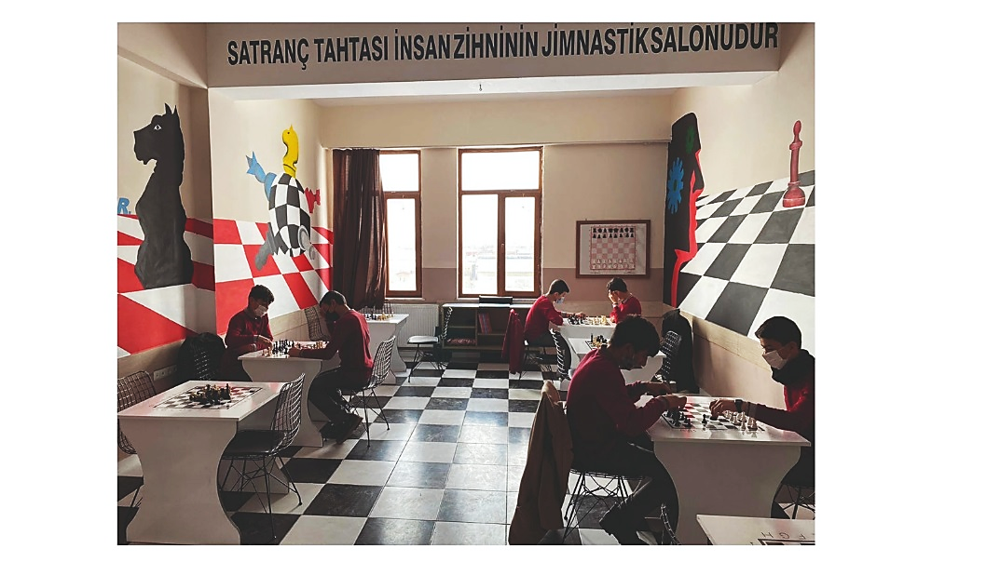 SATRANÇ TAHTASI İNSAN ZİHNİNİN JİMNASTİK SALONUDUR
R.
F G H